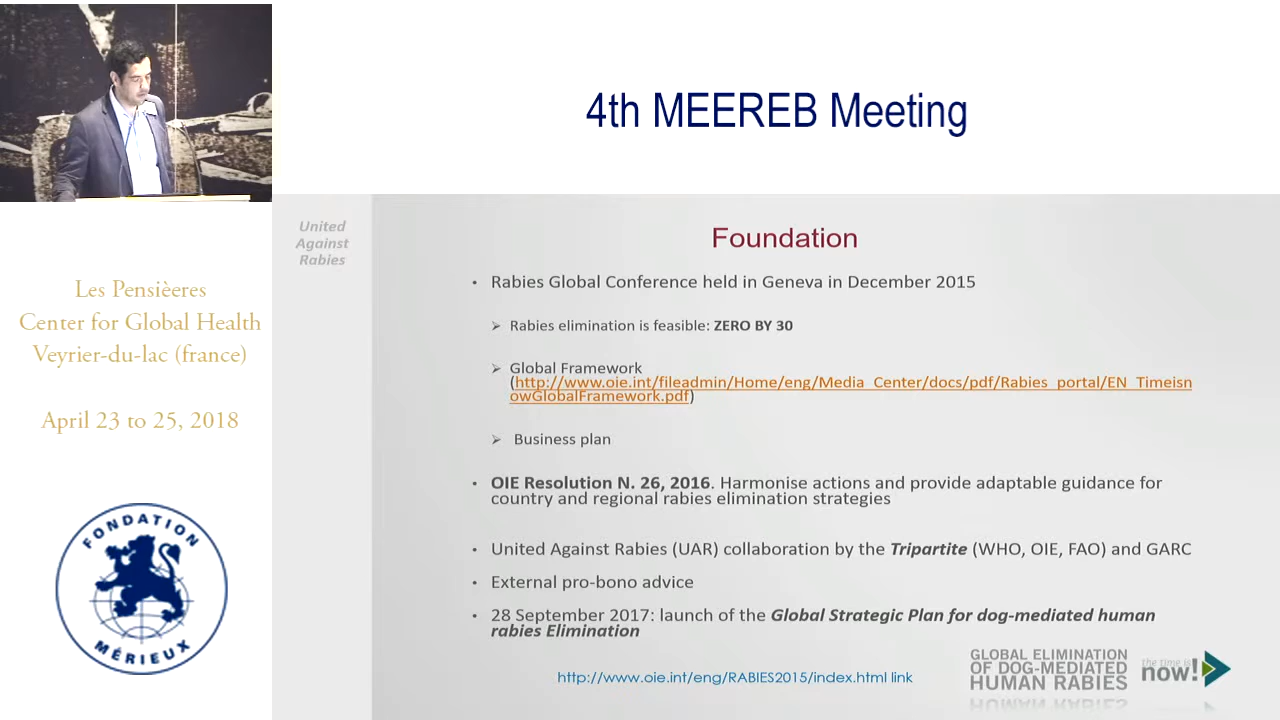 4th MEEREB Meeting
United
Against
Rabies
Foundation
• Rabies Global Conference held in Geneva in December 2015
➢ Rabies elimination is feasible: ZERO BY 30
➢ Global Framework
(http://www.oie.int/fileadmin/Home/eng/Media_Center/docs/pdf/Rabies_portal/EN_Timeisn
owGlobalFramework.pdf)
➢ Business plan
• OIE Resolution N. 26, 2016. Harmonise actions and provide adaptable guidance for
country and regional rabies elimination strategies
• United Against Rabies (UAR) collaboration by the Tripartite (WHO, OIE, FAO) and GARC
• External pro-bono advice
• 28 September 2017: launch of the Global Strategic Plan for dog-mediated human
rabies Elimination
http://www.oie.int/eng/RABIES2015/index.html link
GLOBAL ELIMINATION
OF DOG-MEDIATED
HUMAN RABIES
the time is
now!
Les Pensièeres
Center for Global Health
Veyrier-du-lac (france)
April 23 to 25, 2018
FONDATION
MÉRIEUX